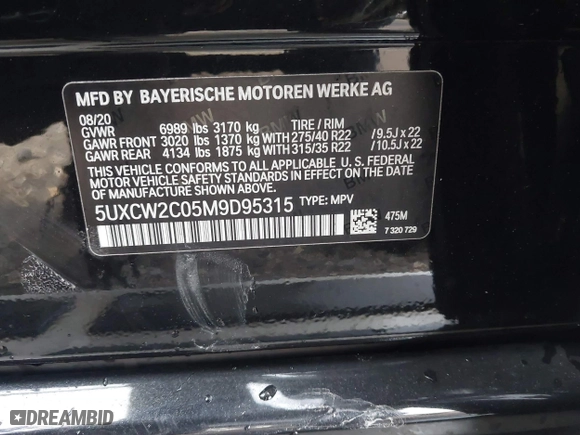 MFD BY BAYERISCHE MOTOREN WERKE AG
08/20
GVWR 6989 lbs 3170 kg TIRE / RIM
GAWR FRONT 3020 lbs 1370 kg WITH 275/40 R22 / 9.5J x 22
GAWR REAR 4134 lbs 1875 kg WITH 315/35 R22 / 10.5J x 22
THIS VEHICLE CONFORMS TO ALL APPLICABLE U. S. FEDERAL
MOTOR VEHICLE SAFETY STANDARDS IN EFFECT ON THE DATE OF
MANUFACTURE SHOWN ABOVE.
5UXCW2C05M9D95315 TYPE: MPV
475M
7 320 729
DREAMBID